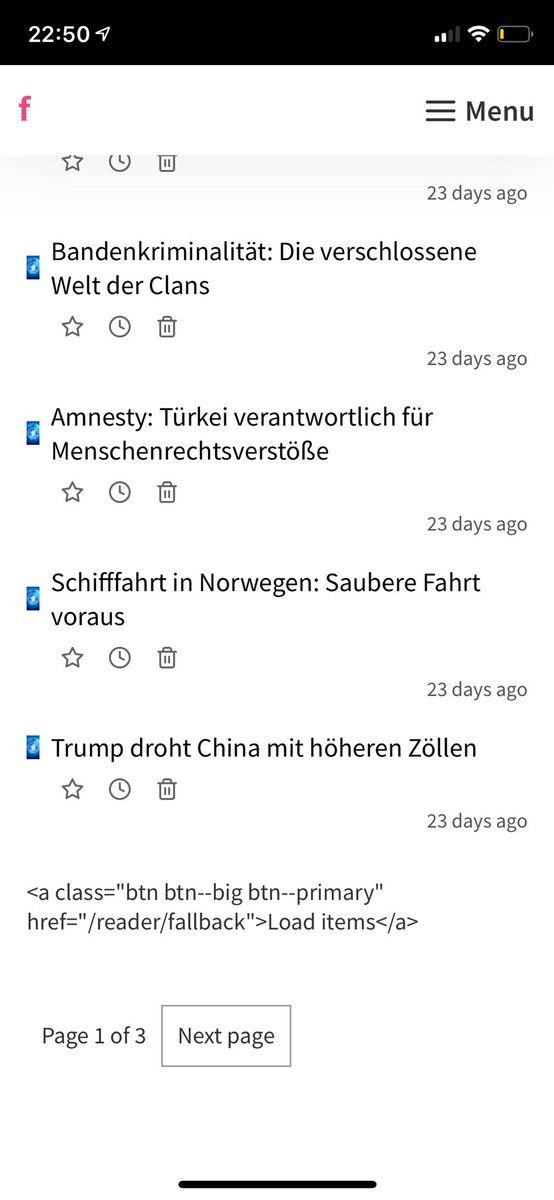 22:50
f
Menu
23 days ago
Bandenkriminalität: Die verschlossene
Welt der Clans
23 days ago
Amnesty: Türkei verantwortlich für
Menschenrechtsverstöße
23 days ago
Schifffahrt in Norwegen: Saubere Fahrt
voraus
23 days ago
Trump droht China mit höheren Zöllen
23 days ago
<a class="btn btn--big btn--primary"
href="/reader/fallback">Load items</a>
Page 1 of 3
Next page